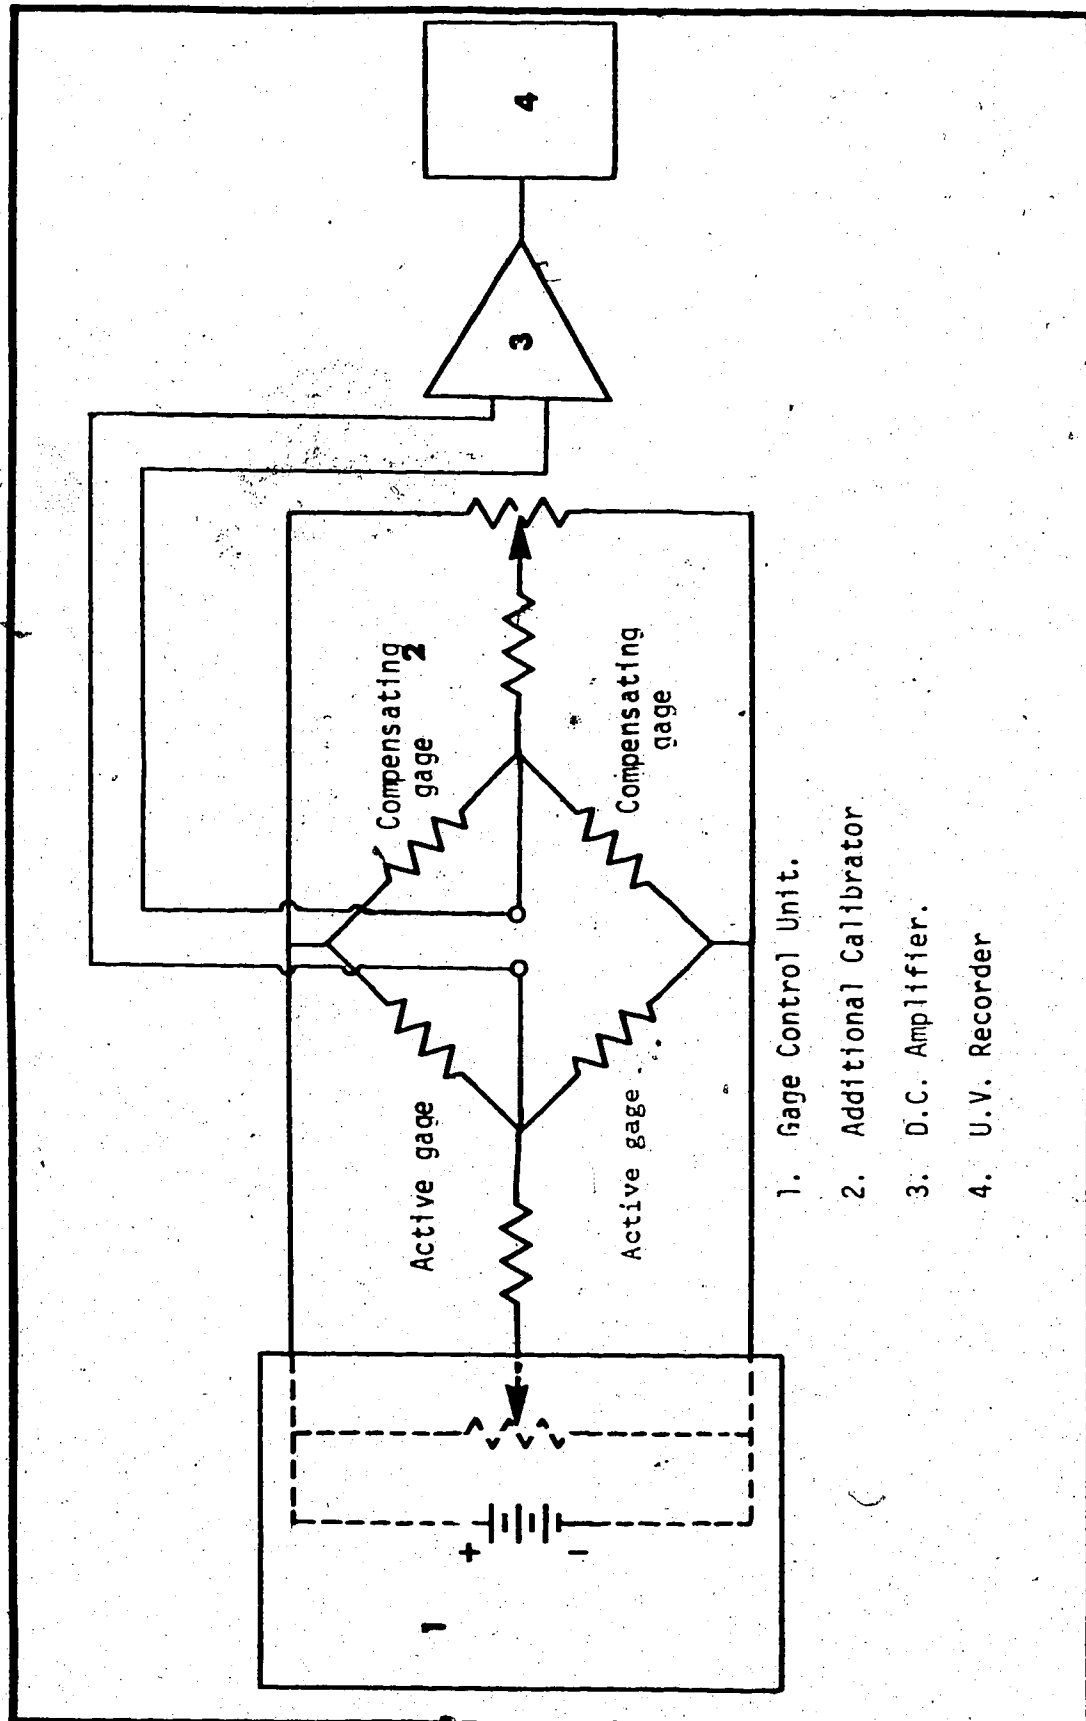 1
+
-
Active gage
Active gage
Compensating
gage
2
Compensating
gage
3
4
1. Gage Control Unit.
2. Additional Calibrator
3. D.C. Amplifier.
4. U.V. Recorder